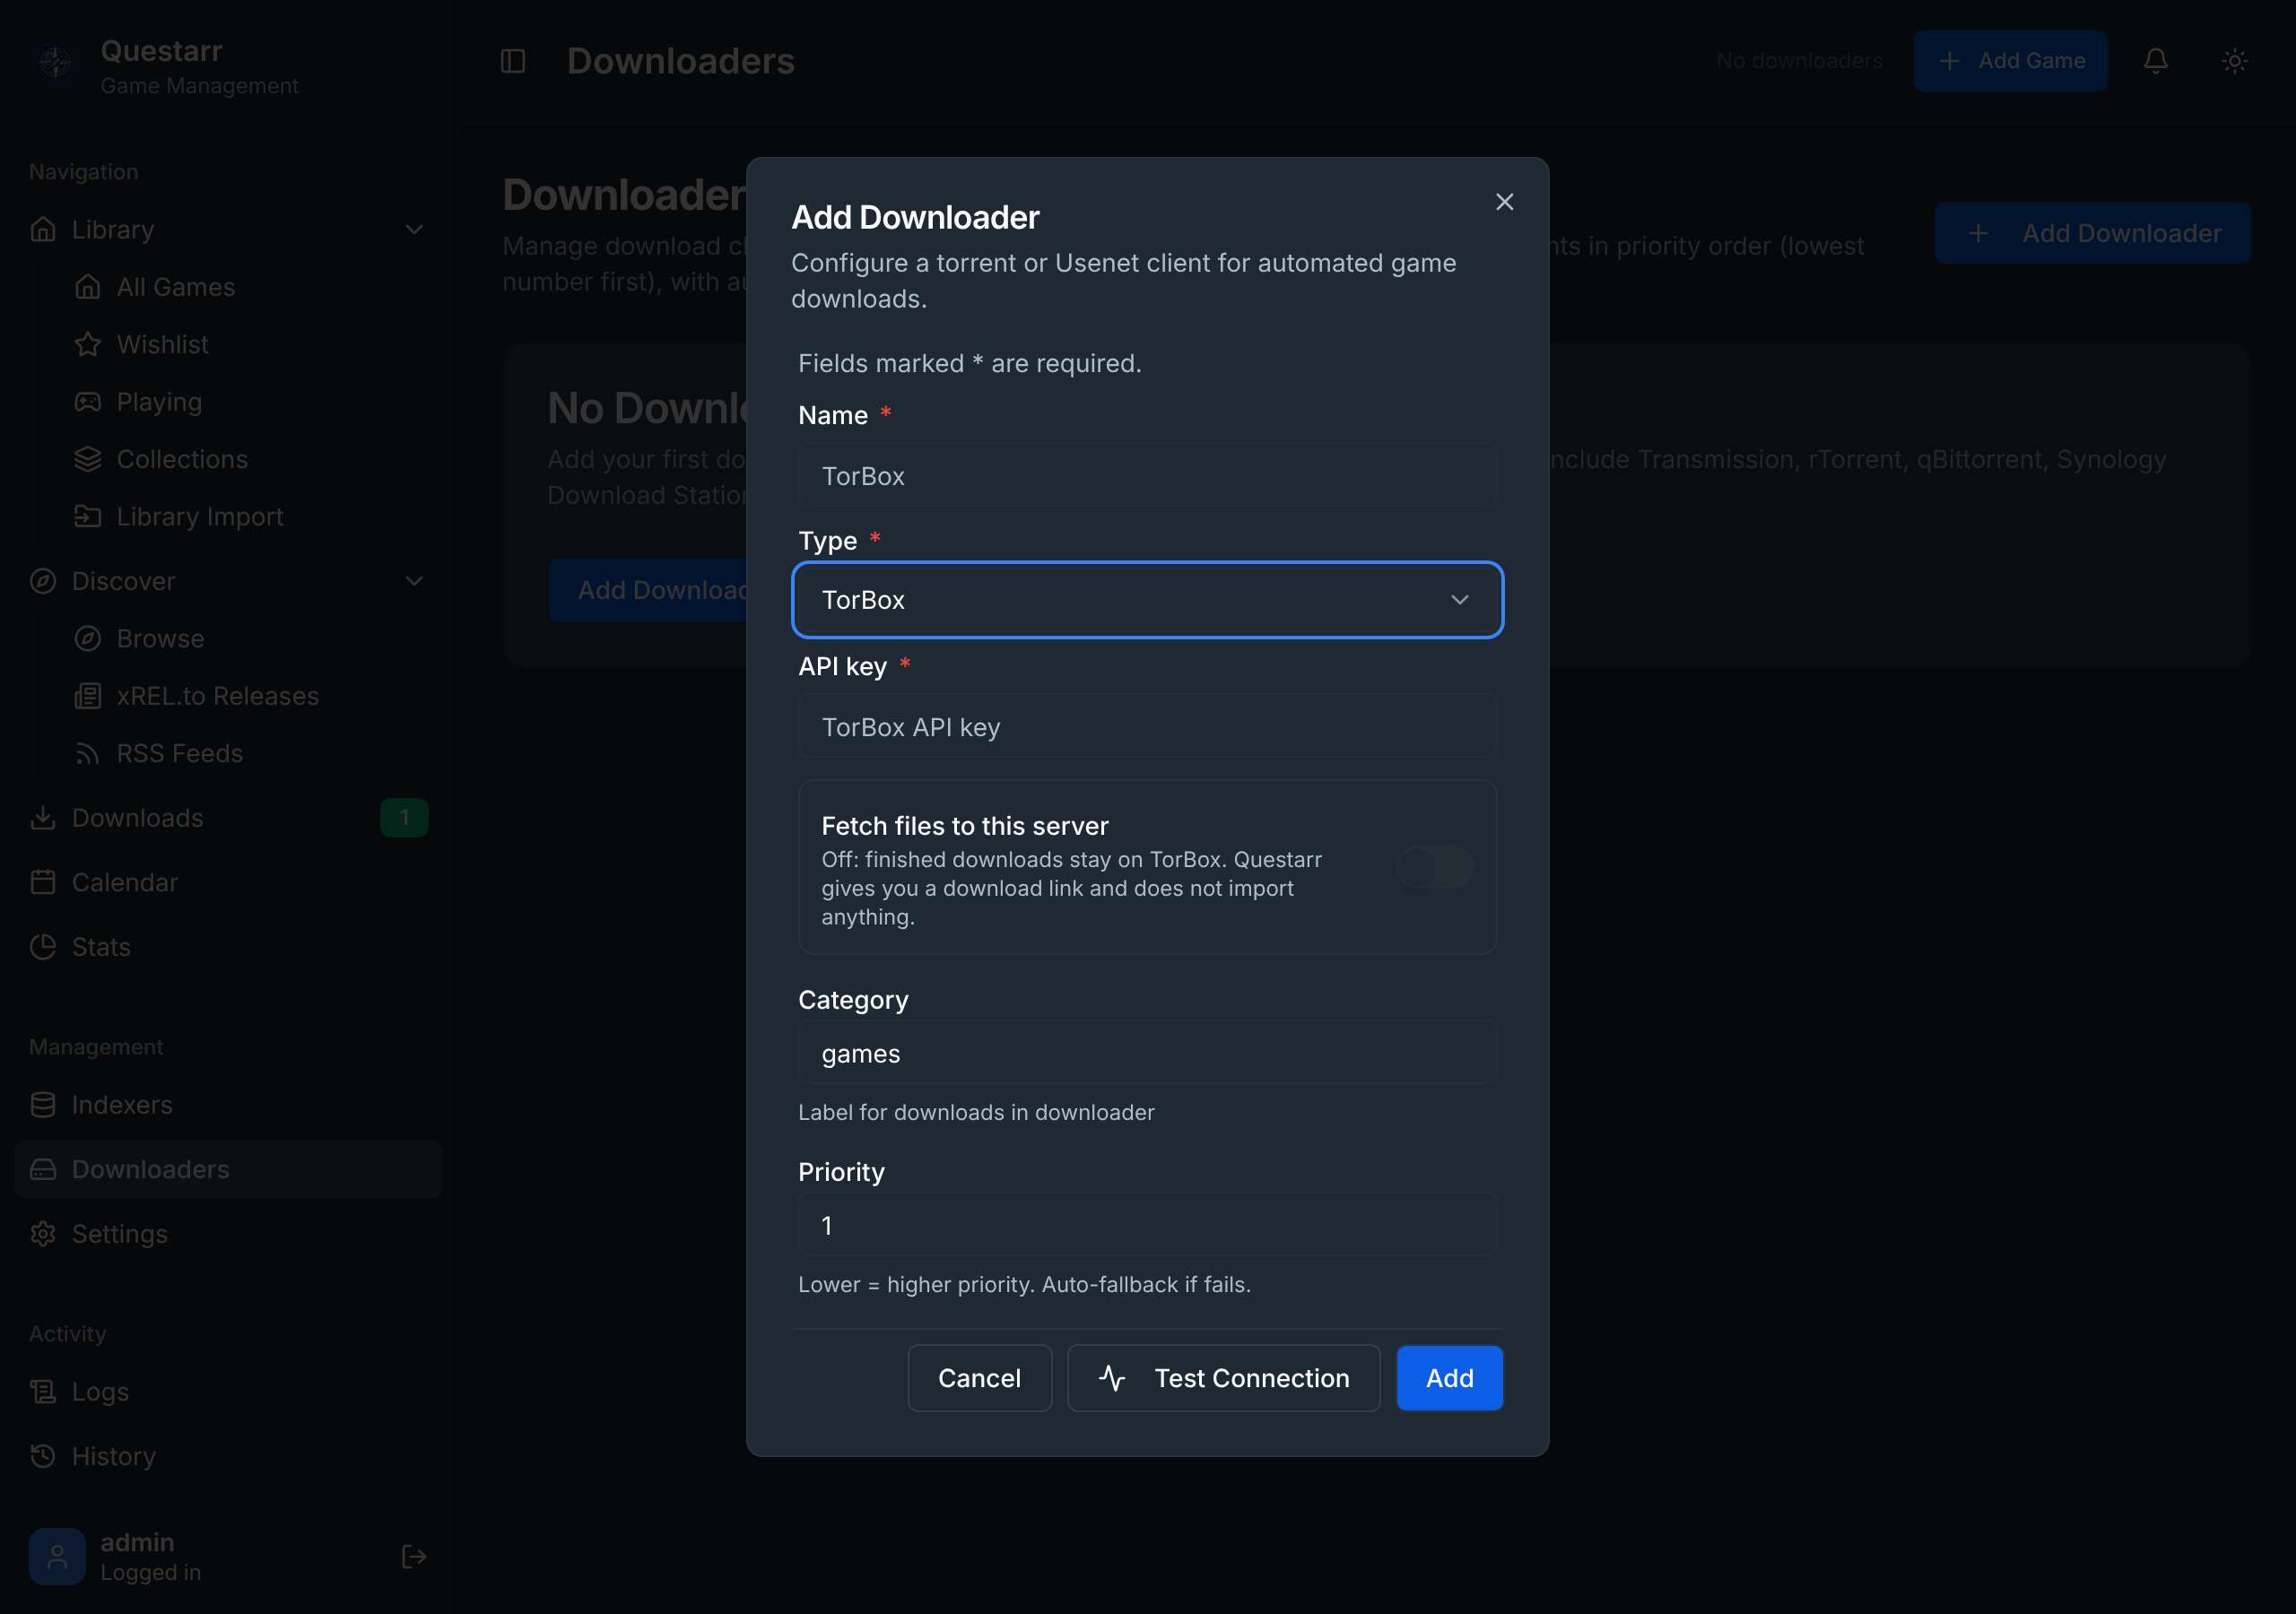 Questarr
Game Management
Navigation
Library
All Games
Wishlist
Playing
Collections
Library Import
Discover
Browse
xREL.to Releases
RSS Feeds
Downloads
1
Calendar
Stats
Management
Indexers
Downloaders
Settings
Activity
Logs
History
admin
Logged in
Downloaders
No downloaders
Add Game
Downloader
Manage download cl
nts in priority order (lowest
number first), with au
Add Downloader
No Downl
Add your first do
nclude Transmission, rTorrent, qBittorrent, Synology
Download Station
Add Download
Add Downloader
Configure a torrent or Usenet client for automated game
downloads.
Fields marked * are required.
Name *
TorBox
Type *
TorBox
API key *
TorBox API key
Fetch files to this server
Off: finished downloads stay on TorBox. Questarr
gives you a download link and does not import
anything.
Category
games
Label for downloads in downloader
Priority
1
Lower = higher priority. Auto-fallback if fails.
Cancel
Test Connection
Add